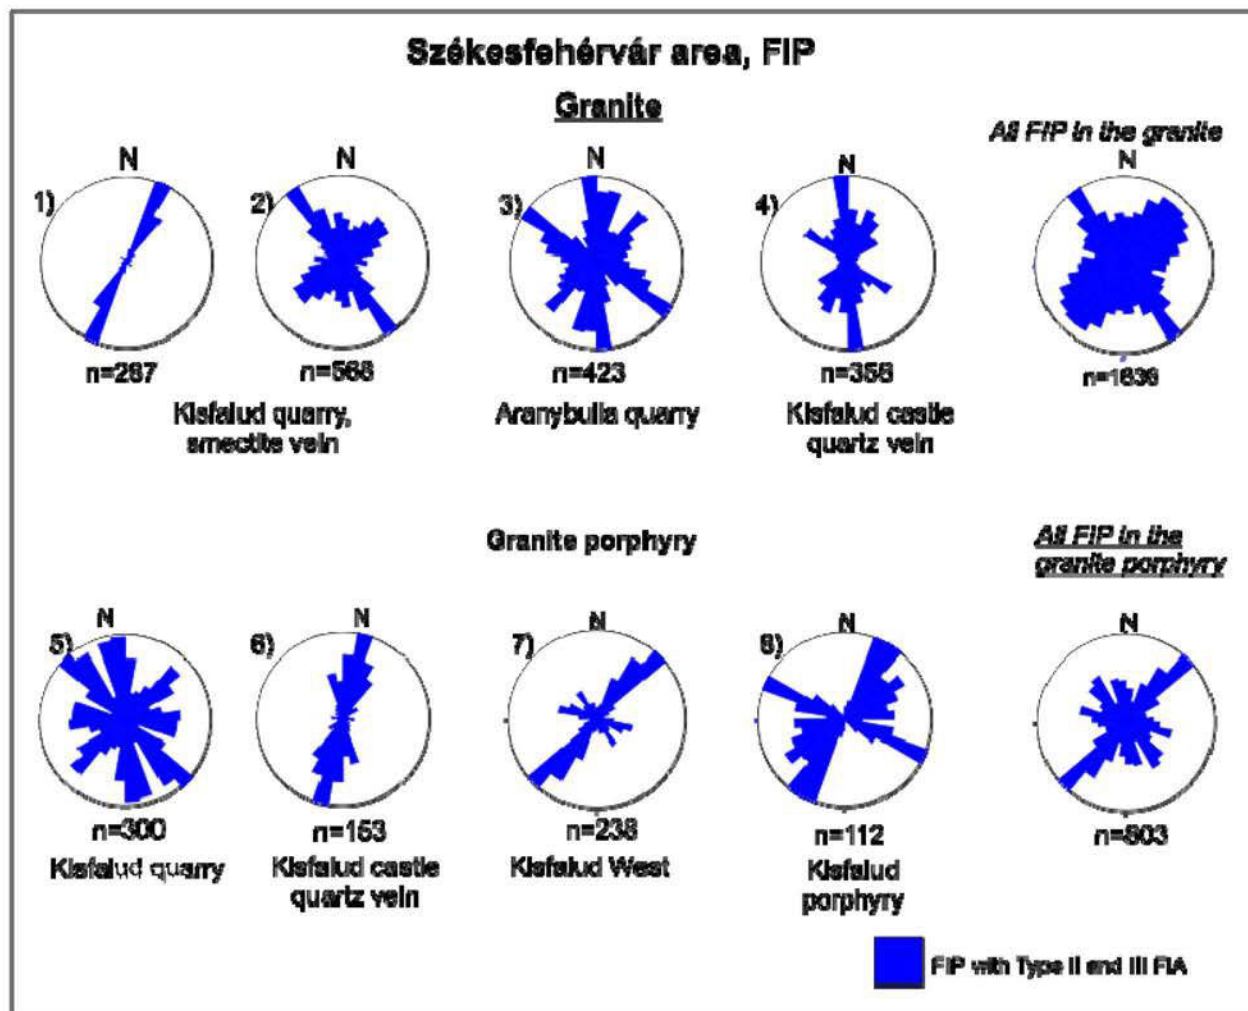 Székesfehérvár area, FIP
Granite
All FIP in the granite
N
N
N
N
N
1)
2)
3)
4)
n=287
n=568
n=423
n=358
n=1636
Kisfalud quarry,
smectite vein
Aranybulla quarry
Kisfalud castle
quartz vein
Granite porphyry
All FIP in the
granite porphyry
N
N
N
N
N
5)
6)
7)
8)
n=300
n=153
n=238
n=112
n=803
Kisfalud quarry
Kisfalud castle
quartz vein
Kisfalud West
Kisfalud
porphyry
FIP with Type II and III FIA